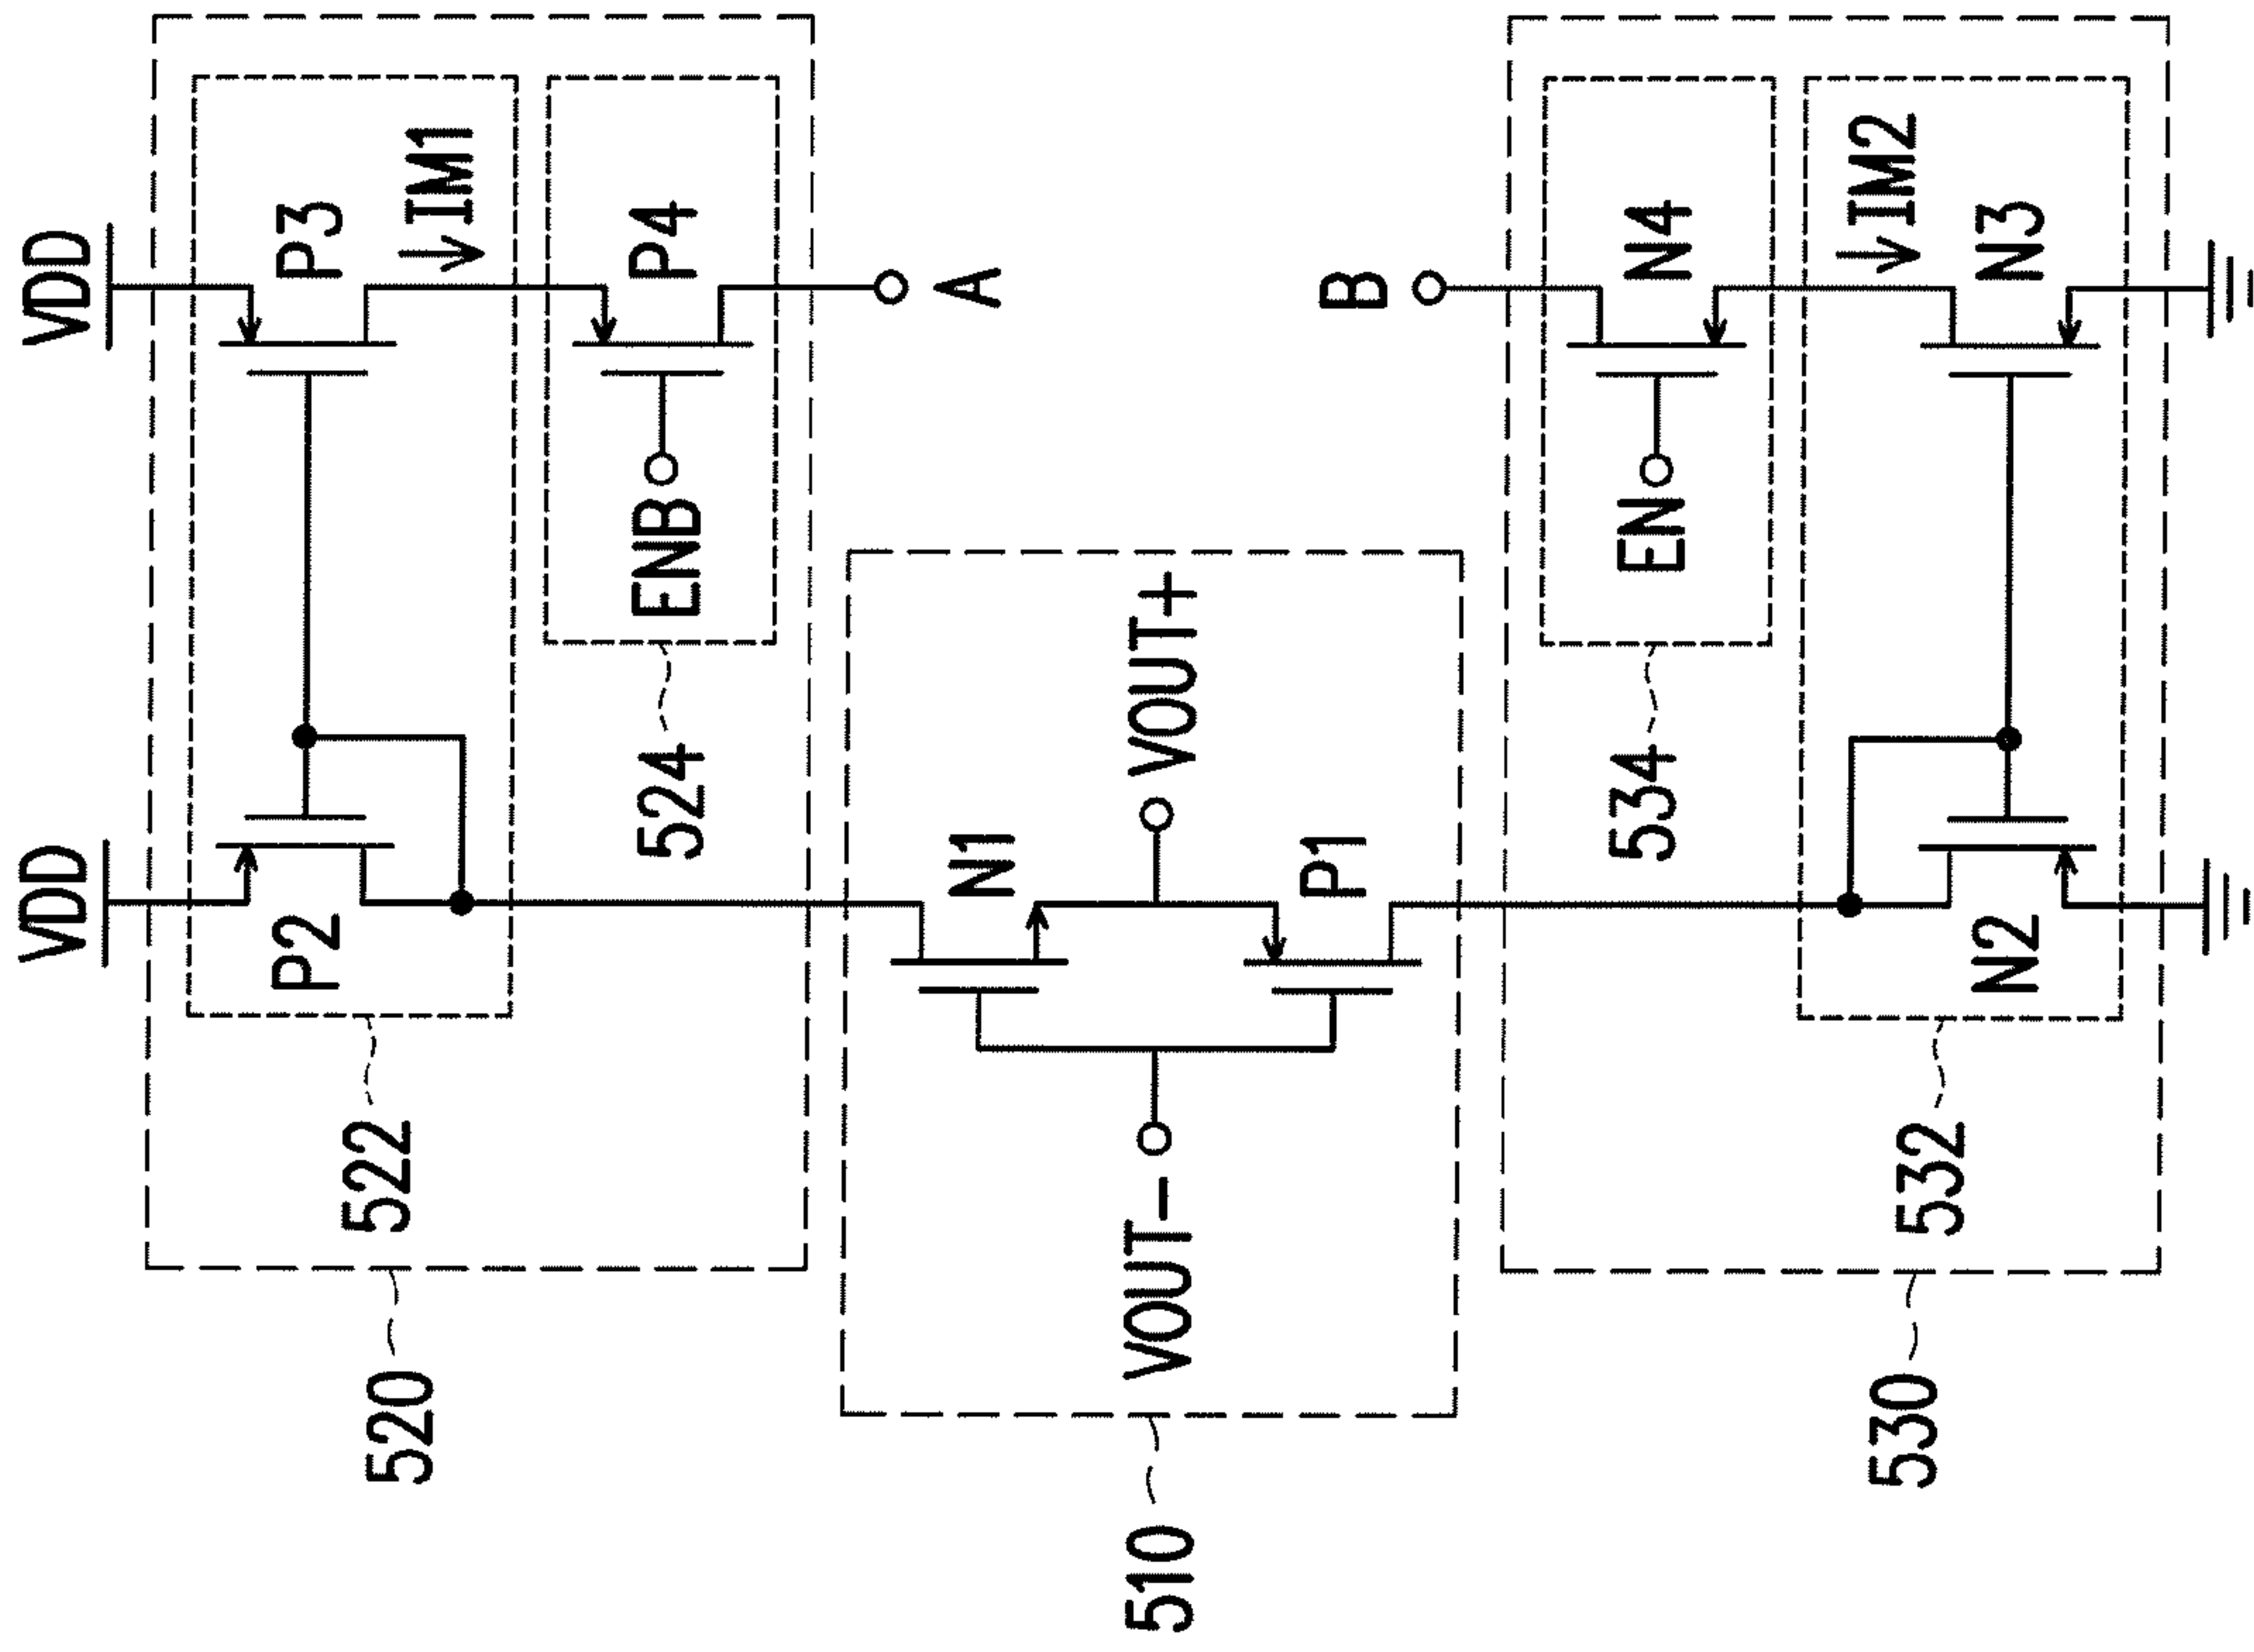 VDD
VDD
P2
P3
IM1
522
520
P4
ENB
524
A
N1
VOUT-
VOUT+
P1
510
B
N4
EN
534
IM2
N2
N3
532
530